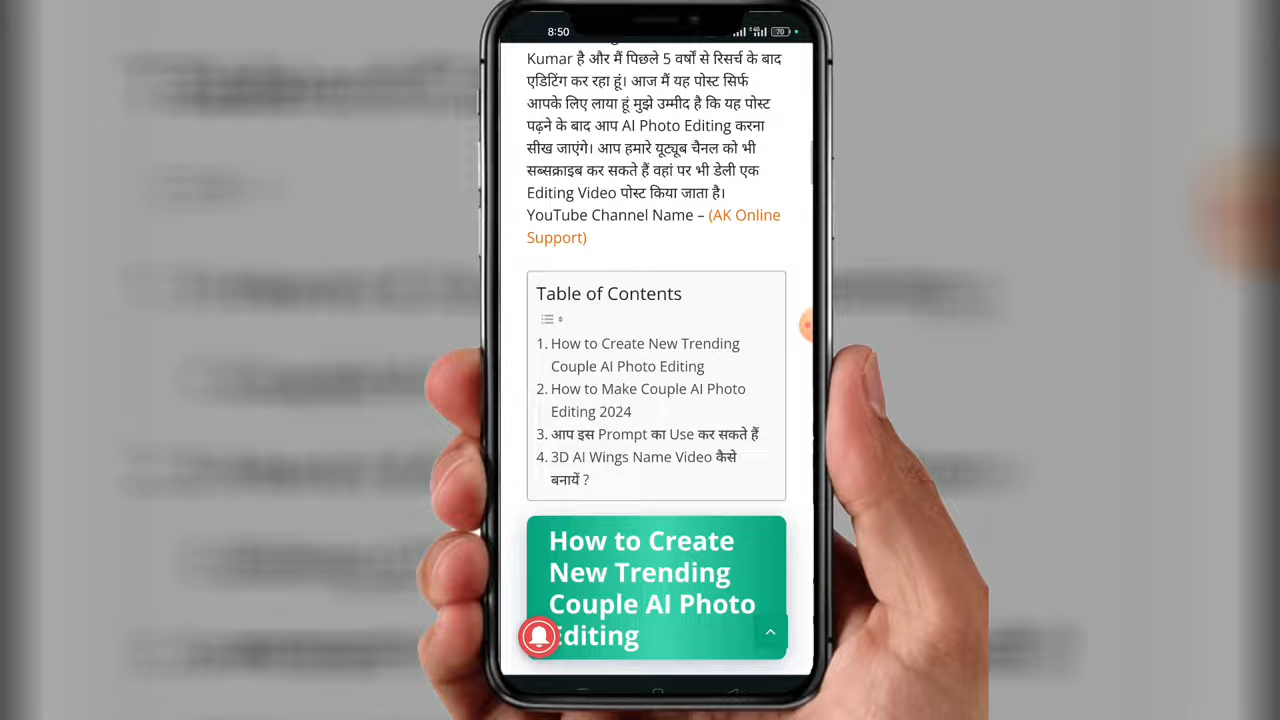 8:50
70
Kumar है और मैं पिछले 5 वर्षों से रिसर्च के बाद
एडिटिंग कर रहा हूं। आज मैं यह पोस्ट सिर्फ
आपके लिए लाया हूं मुझे उम्मीद है कि यह पोस्ट
पढ़ने के बाद आप AI Photo Editing करना
सीख जाएंगे। आप हमारे यूट्यूब चैनल को भी
सब्सक्राइब कर सकते हैं वहां पर भी डेली एक
Editing Video पोस्ट किया जाता है।
YouTube Channel Name – (AK Online
Support)
Table of Contents
1. How to Create New Trending
Couple AI Photo Editing
2. How to Make Couple AI Photo
Editing 2024
3. आप इस Prompt का Use कर सकते हैं
4. 3D AI Wings Name Video कैसे
बनायें ?
How to Create
New Trending
Couple AI Photo
Editing